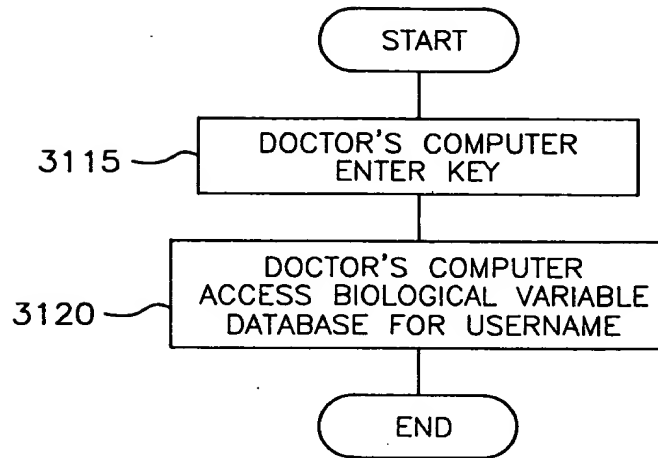 START
3115
DOCTOR'S COMPUTER
ENTER KEY
3120
DOCTOR'S COMPUTER
ACCESS BIOLOGICAL VARIABLE
DATABASE FOR USERNAME
END